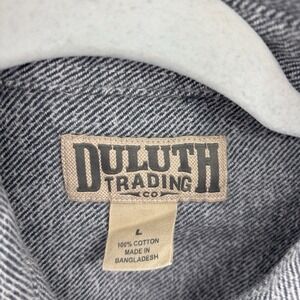 DULUTH
TRADING
CO
L
100% COTTON
MADE IN
BANGLADESH